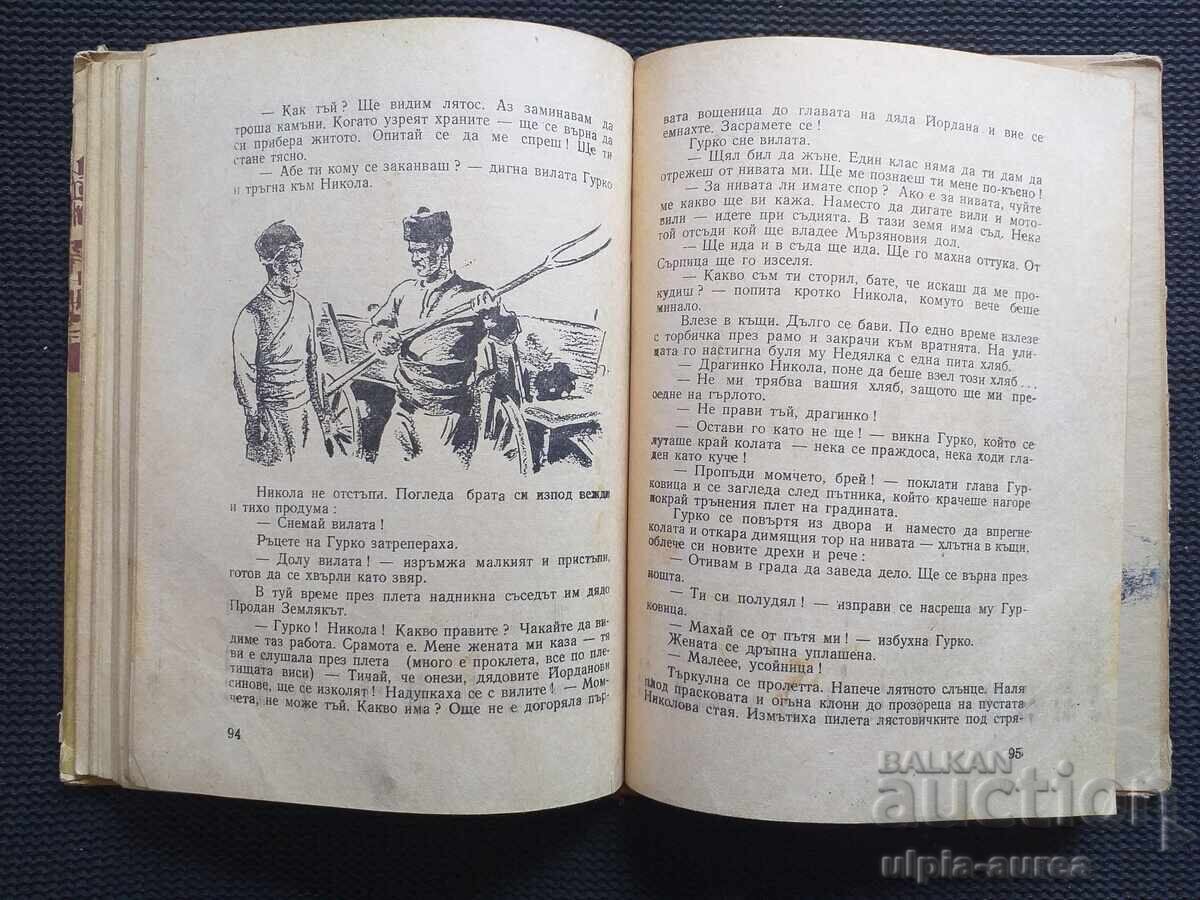 — Как тъй? Ще видим лятос. Аз заминавам да
троша камъни. Когато узреят храните — ще се върна да
си прибера житото. Опитай се да ме спреш! Ще ти
стане тясно.
— Абе ти кому се заканваш? — дигна вилата Гурко
и тръгна към Никола.
Никола не отстъпи. Погледа брата си изпод вежди
и тихо продума:
— Снемай вилата!
Ръцете на Гурко затрепераха.
— Долу вилата! — изръмжа малкият и пристъпи,
готов да се хвърли като звяр.
В туй време през плета надникна съседът им дядо
Продан Землякът.
— Гурко! Никола! Какво правите? Чакайте да ви-
диме таз работа. Срамота е. Мене жената ми каза — тя
ви е слушала през плета (много е проклета, все по пле-
тищата виси) — Тичай, че онези, дядовите Йорданови
синове, ще се изколят! Надупкаха се с вилите! — Мом-
чета, не може тъй. Какво има? Още не е догоряла пър-
94
вата вощеница до главата на дяда Йордана и вие се
емнахте. Засрамете се!
Гурко сне вилата.
— Щял бил да жъне. Един клас няма да ти дам да
отрежеш от нивата ми. Ще ме познаеш ти мене по-късно!
— За нивата ли имате спор? Ако е за нивата, чуйте
ме какво ще ви кажа. Наместо да дигате вили и мото-
вили — идете при съдията. В тази земя има съд. Нека
той отсъди кой ще владее Мързяновия дол.
— Ще ида и в съда ще ида. Ще го махна оттука. От
Сърпица ще го изселя.
— Какво съм ти сторил, бате, че искаш да ме про-
кудиш? — попита кротко Никола, комуто вече беше
минало.
Влезе в къщи. Дълго се бави. По едно време излезе
с торбичка през рамо и закрачи към вратнята. На ули-
цата го настигна буля му Недялка с една пита хляб.
— Драгинко Никола, поне да беше взел този хляб...
— Не ми трябва вашия хляб, защото ще ми пре-
седне на гърлото.
— Не прави тъй, драгинко!
— Остави го като не ще! — викна Гурко, който се
луташе край колата — нека се праждоса, нека ходи гла-
ден като куче!
— Пропъди момчето, брей! — поклати глава Гур-
ковица и се загледа след пътника, който крачеше нагоре
покрай трънения плет на градината.
Гурко се повъртя из двора и наместо да впрегне
колата и откара димящия тор на нивата — хлътна в къщи,
облече си новите дрехи и рече:
— Отивам в града да заведа дело. Ще се върна през
нощта.
— Ти си полудял! — изправи се насреща му Гур-
ковица.
— Махай се от пътя ми! — избухна Гурко.
Жената се дръпна уплашена.
— Малеее, усойница!
Търкулна се пролетта. Напече лятното слънце. Наля
плод прасковата и огъна клони до прозореца на пустата
Николова стая. Измътиха пилета лястовичките под стря-
95
BALKAN
auction
ulpia-aurea